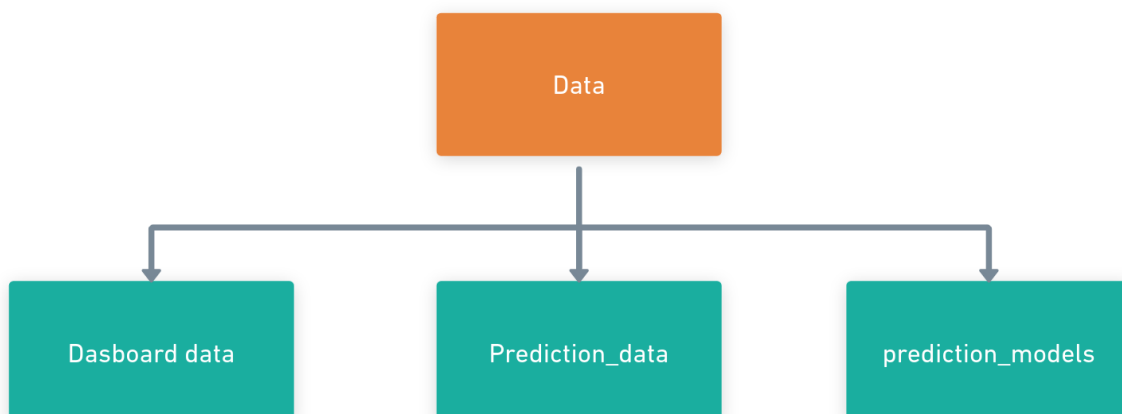 Data
Dasboard data
Prediction_data
prediction_models